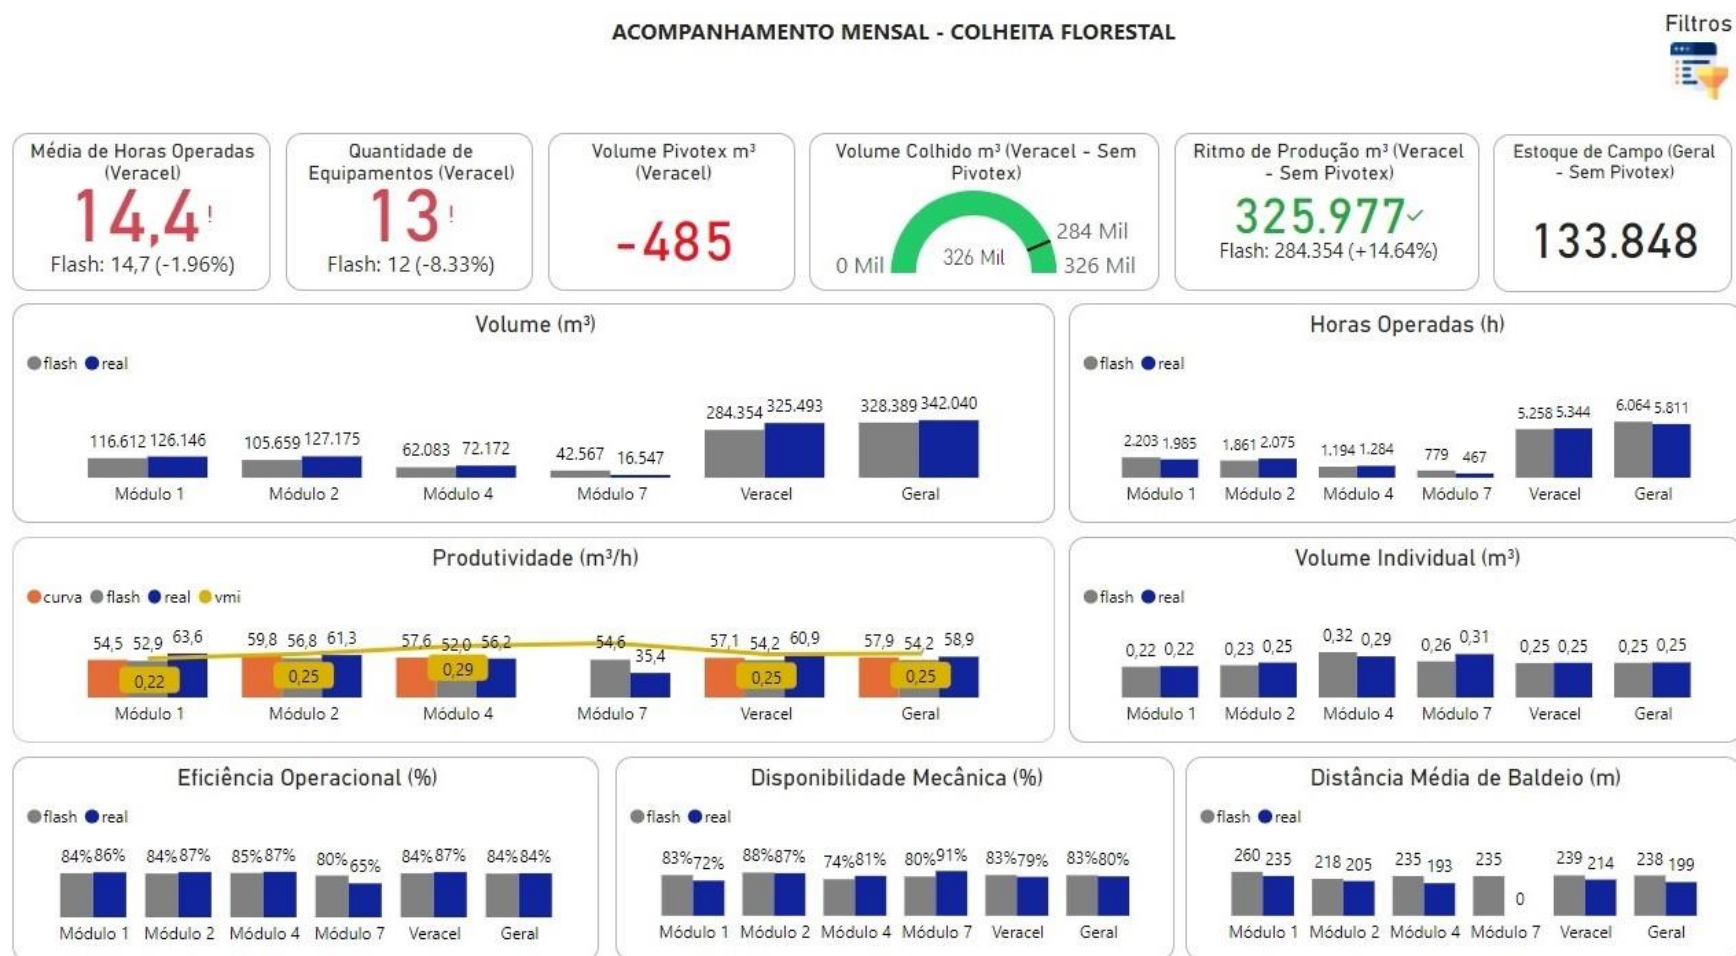 ACOMPANHAMENTO MENSAL - COLHEITA FLORESTAL
Filtros
Média de Horas Operadas
(Veracel)
14,4!
Flash: 14,7 (-1.96%)
Quantidade de
Equipamentos (Veracel)
13!
Flash: 12 (-8.33%)
Volume Pivotex m³
(Veracel)
-485
Volume Colhido m³ (Veracel - Sem
Pivotex)
284 Mil
0 Mil 326 Mil 326 Mil
Ritmo de Produção m³ (Veracel
- Sem Pivotex)
325.977✓
Flash: 284.354 (+14.64%)
Estoque de Campo (Geral
- Sem Pivotex)
133.848
Volume (m³)
flash real
116.612 126.146 105.659 127.175 62.083 72.172 42.567 16.547 284.354 325.493 328.389 342.040
Módulo 1 Módulo 2 Módulo 4 Módulo 7 Veracel Geral
Horas Operadas (h)
flash real
2.203 1.985 1.861 2.075 1.194 1.284 779 467 5.258 5.344 6.064 5.811
Módulo 1 Módulo 2 Módulo 4 Módulo 7 Veracel Geral
Produtividade (m³/h)
curva flash real vmi
54,5 52,9 63,6 59,8 56,8 61,3 57,6 52,0 56,2 54,6 35,4 57,1 54,2 60,9 57,9 54,2 58,9
0,22 0,25 0,29 0,25 0,25
Módulo 1 Módulo 2 Módulo 4 Módulo 7 Veracel Geral
Volume Individual (m³)
flash real
0,22 0,22 0,23 0,25 0,32 0,29 0,26 0,31 0,25 0,25 0,25 0,25
Módulo 1 Módulo 2 Módulo 4 Módulo 7 Veracel Geral
Eficiência Operacional (%)
flash real
84% 86% 84% 87% 85% 87% 80% 65% 84% 87% 84% 84%
Módulo 1 Módulo 2 Módulo 4 Módulo 7 Veracel Geral
Disponibilidade Mecânica (%)
flash real
83% 72% 88% 87% 74% 81% 80% 91% 83% 79% 83% 80%
Módulo 1 Módulo 2 Módulo 4 Módulo 7 Veracel Geral
Distância Média de Baldeio (m)
flash real
260 235 218 205 235 193 235 0 239 214 238 199
Módulo 1 Módulo 2 Módulo 4 Módulo 7 Veracel Geral